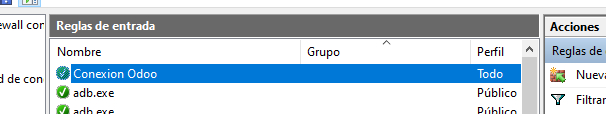 ewall con
d de con
Reglas de entrada
Nombre Grupo Perfil
Conexion Odoo Todo
adb.exe Público
adb.exe Público
Acciones
Reglas de
Nueva
Filtrar